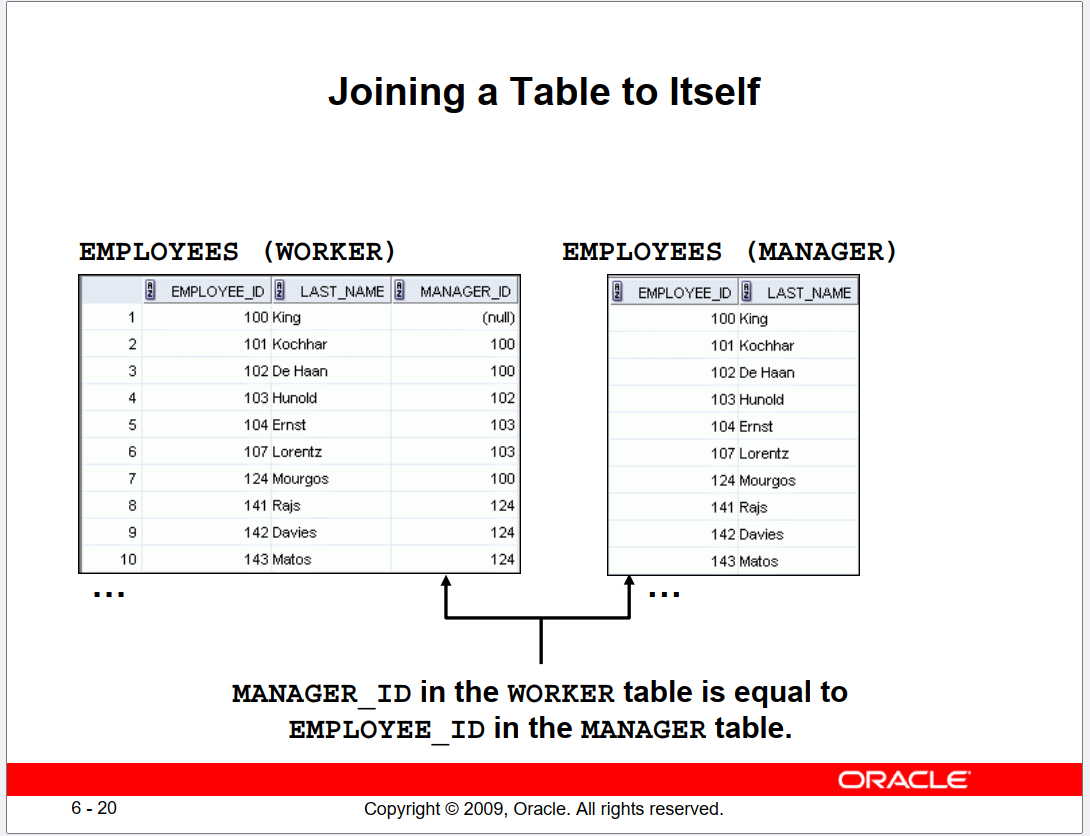 Joining a Table to Itself
EMPLOYEES (WORKER)
EMPLOYEE_ID LAST_NAME MANAGER_ID
1 100 King (null)
2 101 Kochhar 100
3 102 De Haan 100
4 103 Hunold 102
5 104 Ernst 103
6 107 Lorentz 103
7 124 Mourgos 100
8 141 Rajs 124
9 142 Davies 124
10 143 Matos 124
...
EMPLOYEES (MANAGER)
EMPLOYEE_ID LAST_NAME
100 King
101 Kochhar
102 De Haan
103 Hunold
104 Ernst
107 Lorentz
124 Mourgos
141 Rajs
142 Davies
143 Matos
...
MANAGER_ID in the WORKER table is equal to
EMPLOYEE_ID in the MANAGER table.
ORACLE
6 - 20
Copyright © 2009, Oracle. All rights reserved.